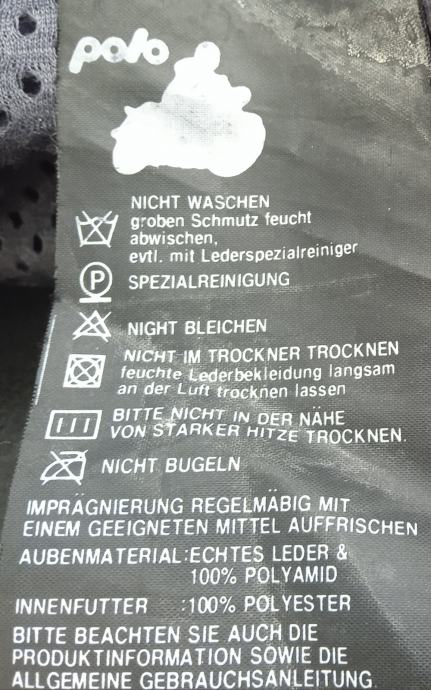 polo
NICHT WASCHEN
groben Schmutz feucht
abwischen,
evtl. mit Lederspezialreiniger
P
SPEZIALREINIGUNG
NIGHT BLEICHEN
NICHT IM TROCKNER TROCKNEN
feuchte Lederbekleidung langsam
an der Luft trocknen lassen
BITTE NICHT IN DER NÄHE
VON STARKER HITZE TROCKNEN.
NICHT BUGELN
IMPRÄGNIERUNG REGELMÄBIG MIT
EINEM GEEIGNETEN MITTEL AUFFRISCHEN
AUBENMATERIAL:ECHTES LEDER &
100% POLYAMID
INNENFUTTER :100% POLYESTER
BITTE BEACHTEN SIE AUCH DIE
PRODUKTINFORMATION SOWIE DIE
ALLGEMEINE GEBRAUCHSANLEITUNG